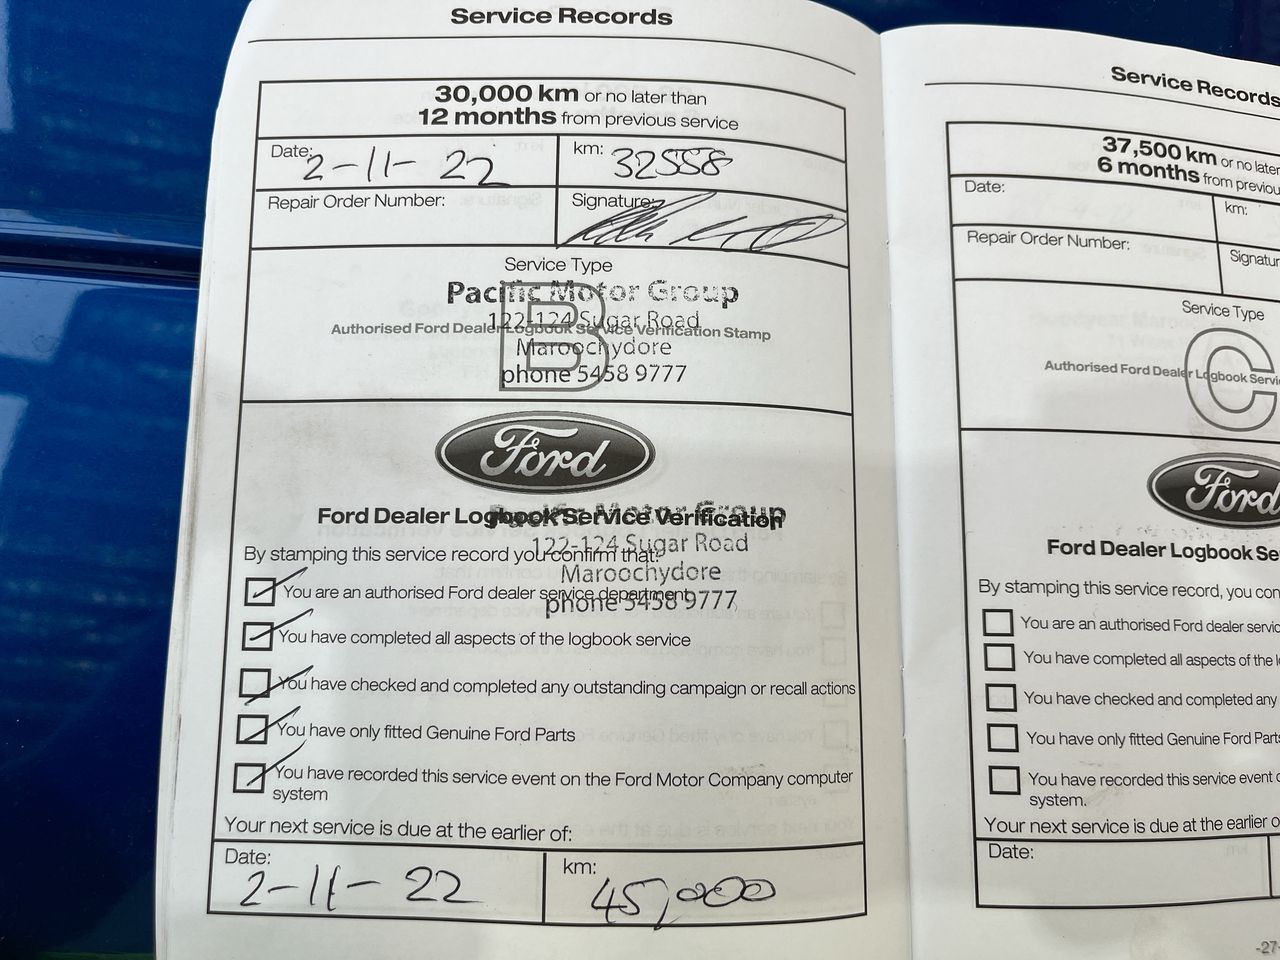 Service Records
30,000 km or no later than
12 months from previous service
Date: 2-11-22
km: 32558
Repair Order Number:
Signature:
Service Type
B
Authorised Ford Dealer Logbook Service Verification Stamp
Pacific Motor Group
122-124 Sugar Road
Maroochydore
phone 5458 9777
Ford
Ford Dealer Logbook Service Verification
Pacific Motor Group
122-124 Sugar Road
Maroochydore
phone 5458 9777
By stamping this service record you confirm that:
You are an authorised Ford dealer service department
You have completed all aspects of the logbook service
You have checked and completed any outstanding campaign or recall actions
You have only fitted Genuine Ford Parts
You have recorded this service event on the Ford Motor Company computer
system
Your next service is due at the earlier of:
Date: 2-11-22
km: 45,000
Service Records
37,500 km or no later
6 months from previou
Date:
km:
Repair Order Number:
Signatur
Service Type
C
Authorised Ford Dealer Logbook Servi
Ford
Ford Dealer Logbook Se
By stamping this service record, you con
You are an authorised Ford dealer servic
You have completed all aspects of the l
You have checked and completed any
You have only fitted Genuine Ford Parts
You have recorded this service event o
system.
Your next service is due at the earlier o
Date:
-27-